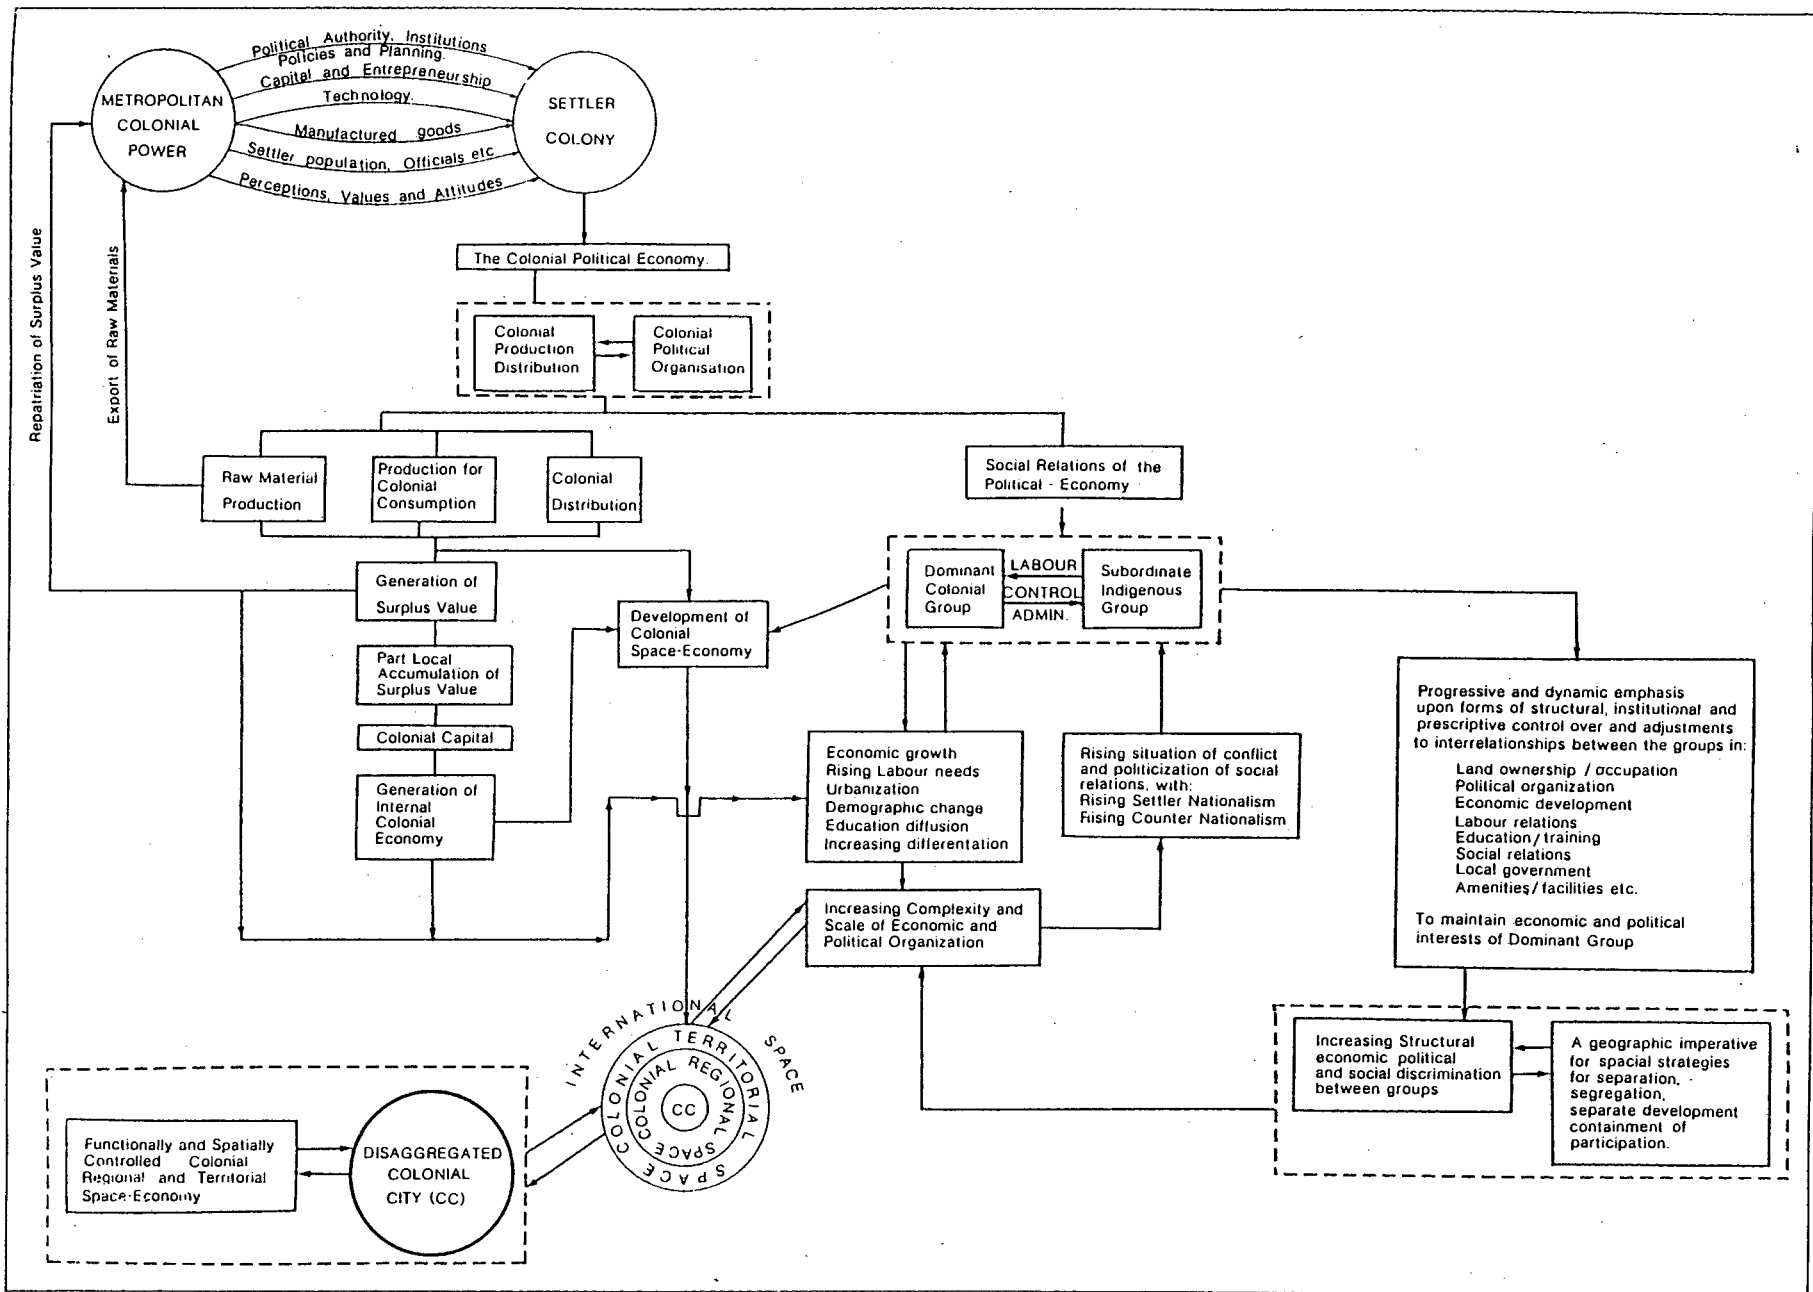 Political Authority, Institutions
Policies and Planning.
Capital and Entrepreneurship
Technology.
Manufactured goods
Settler population, Officials etc
Perceptions, Values and Attitudes
METROPOLITAN
COLONIAL
POWER
SETTLER
COLONY
Repatriation of Surplus Value
Export of Raw Materials
The Colonial Political Economy.
Colonial
Production
Distribution
Colonial
Political
Organisation
Raw Material
Production
Production for
Colonial
Consumption
Colonial
Distribution
Social Relations of the
Political - Economy
Generation of
Surplus Value
Development of
Colonial
Space-Economy
Dominant
Colonial
Group
LABOUR
CONTROL
ADMIN.
Subordinate
Indigenous
Group
Part Local
Accumulation of
Surplus Value
Colonial Capital
Generation of
Internal
Colonial
Economy
Economic growth
Rising Labour needs
Urbanization
Demographic change
Education diffusion
Increasing differentation
Rising situation of conflict
and politicization of social
relations, with:
Rising Settler Nationalism
Rising Counter Nationalism
Progressive and dynamic emphasis
upon forms of structural, institutional and
prescriptive control over and adjustments
to interrelationships between the groups in:
Land ownership / occupation
Political organization
Economic development
Labour relations
Education/training
Social relations
Local government
Amenities/facilities etc.
To maintain economic and political
interests of Dominant Group
Increasing Complexity and
Scale of Economic and
Political Organization
INTERNATIONAL SPACE
COLONIAL TERRITORIAL SPACE
COLONIAL REGIONAL SPACE
CC
Increasing Structural
economic political
and social discrimination
between groups
A geographic imperative
for spacial strategies
for separation,
segregation,
separate development
containment of
participation.
Functionally and Spatially
Controlled Colonial
Regional and Territorial
Space-Economy
DISAGGREGATED
COLONIAL
CITY (CC)